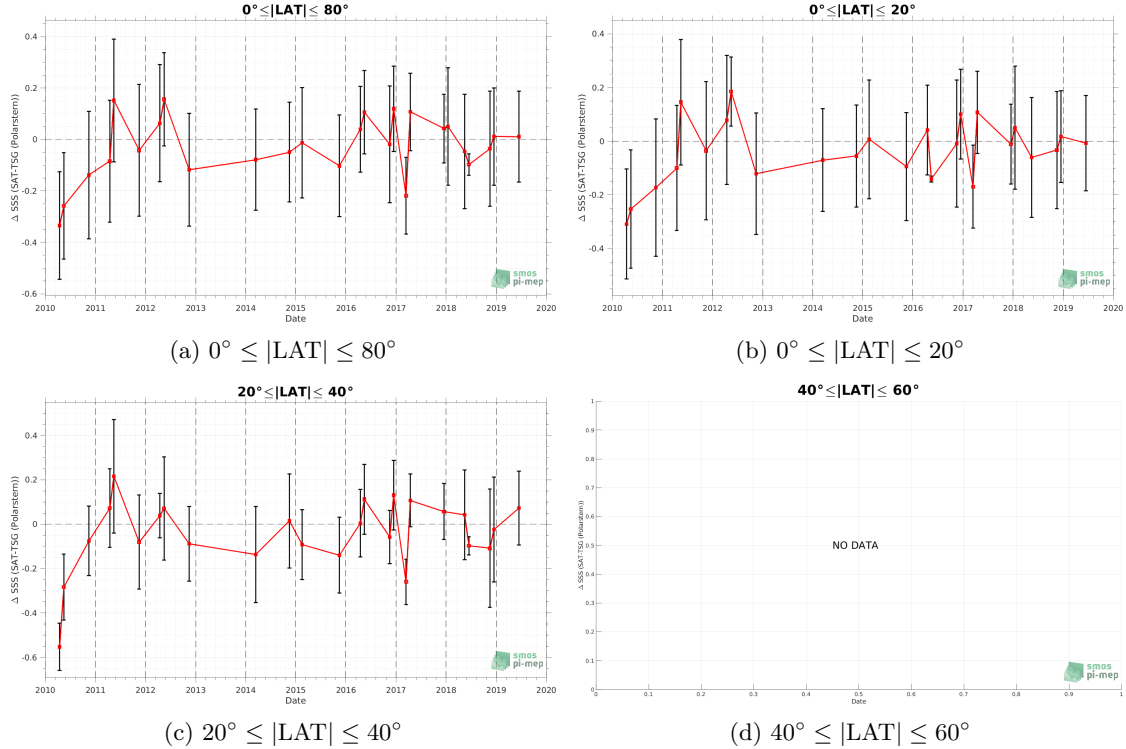 0°≤|LAT|≤ 80°
Δ SSS (SAT-TSG (Polarstern))
0.4
0.2
0
-0.2
-0.4
-0.6
2010 2011 2012 2013 2014 2015 2016 2017 2018 2019 2020
Date
smos
pi-mep
(a) 0° ≤ |LAT| ≤ 80°
0°≤|LAT|≤ 20°
Δ SSS (SAT-TSG (Polarstern))
0.4
0.2
0
-0.2
-0.4
2010 2011 2012 2013 2014 2015 2016 2017 2018 2019 2020
Date
smos
pi-mep
(b) 0° ≤ |LAT| ≤ 20°
20°≤|LAT|≤ 40°
Δ SSS (SAT-TSG (Polarstern))
0.4
0.2
0
-0.2
-0.4
-0.6
2010 2011 2012 2013 2014 2015 2016 2017 2018 2019 2020
Date
smos
pi-mep
(c) 20° ≤ |LAT| ≤ 40°
40°≤|LAT|≤ 60°
Δ SSS (SAT-TSG (Polarstern))
1
0.9
0.8
0.7
0.6
0.5
0.4
0.3
0.2
0.1
0
NO DATA
0 0.1 0.2 0.3 0.4 0.5 0.6 0.7 0.8 0.9 1
Date
smos
pi-mep
(d) 40° ≤ |LAT| ≤ 60°